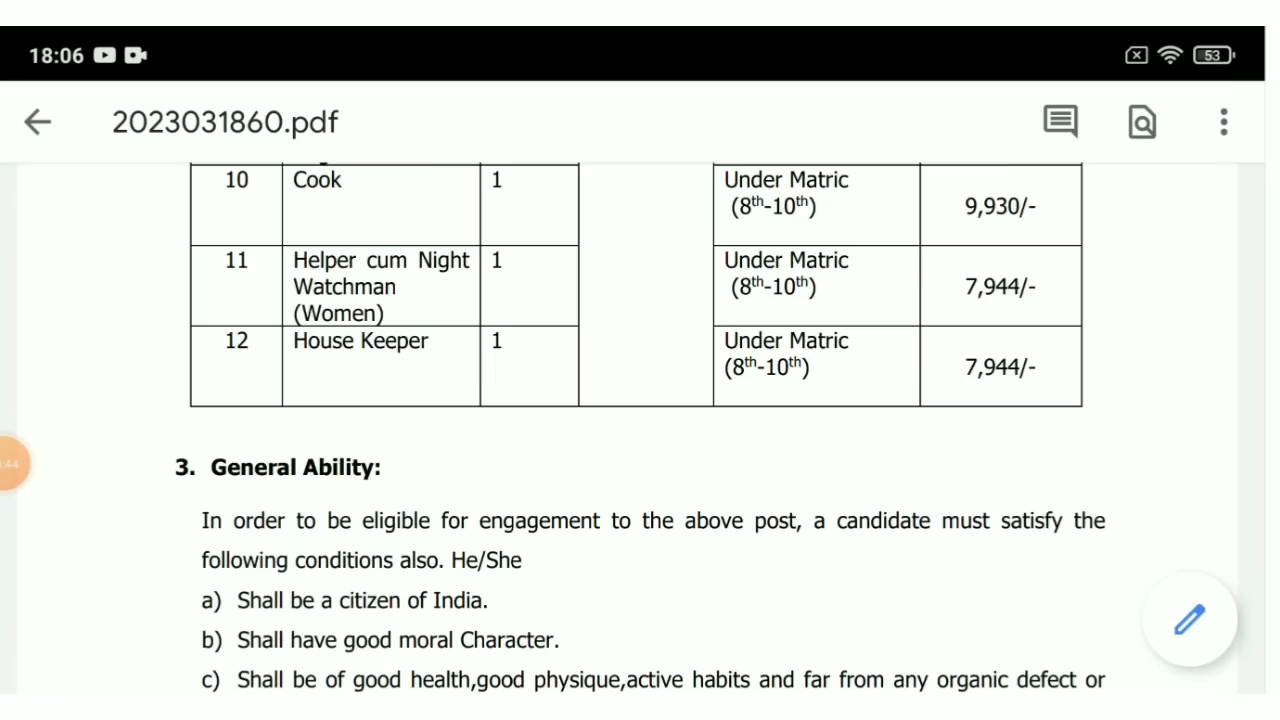 18:06
53
2023031860.pdf
10 Cook 1 Under Matric
(8th-10th) 9,930/-
11 Helper cum Night 1 Under Matric
Watchman (8th-10th) 7,944/-
(Women)
12 House Keeper 1 Under Matric
(8th-10th) 7,944/-
3. General Ability:
In order to be eligible for engagement to the above post, a candidate must satisfy the
following conditions also. He/She
a) Shall be a citizen of India.
b) Shall have good moral Character.
c) Shall be of good health,good physique,active habits and far from any organic defect or
:44